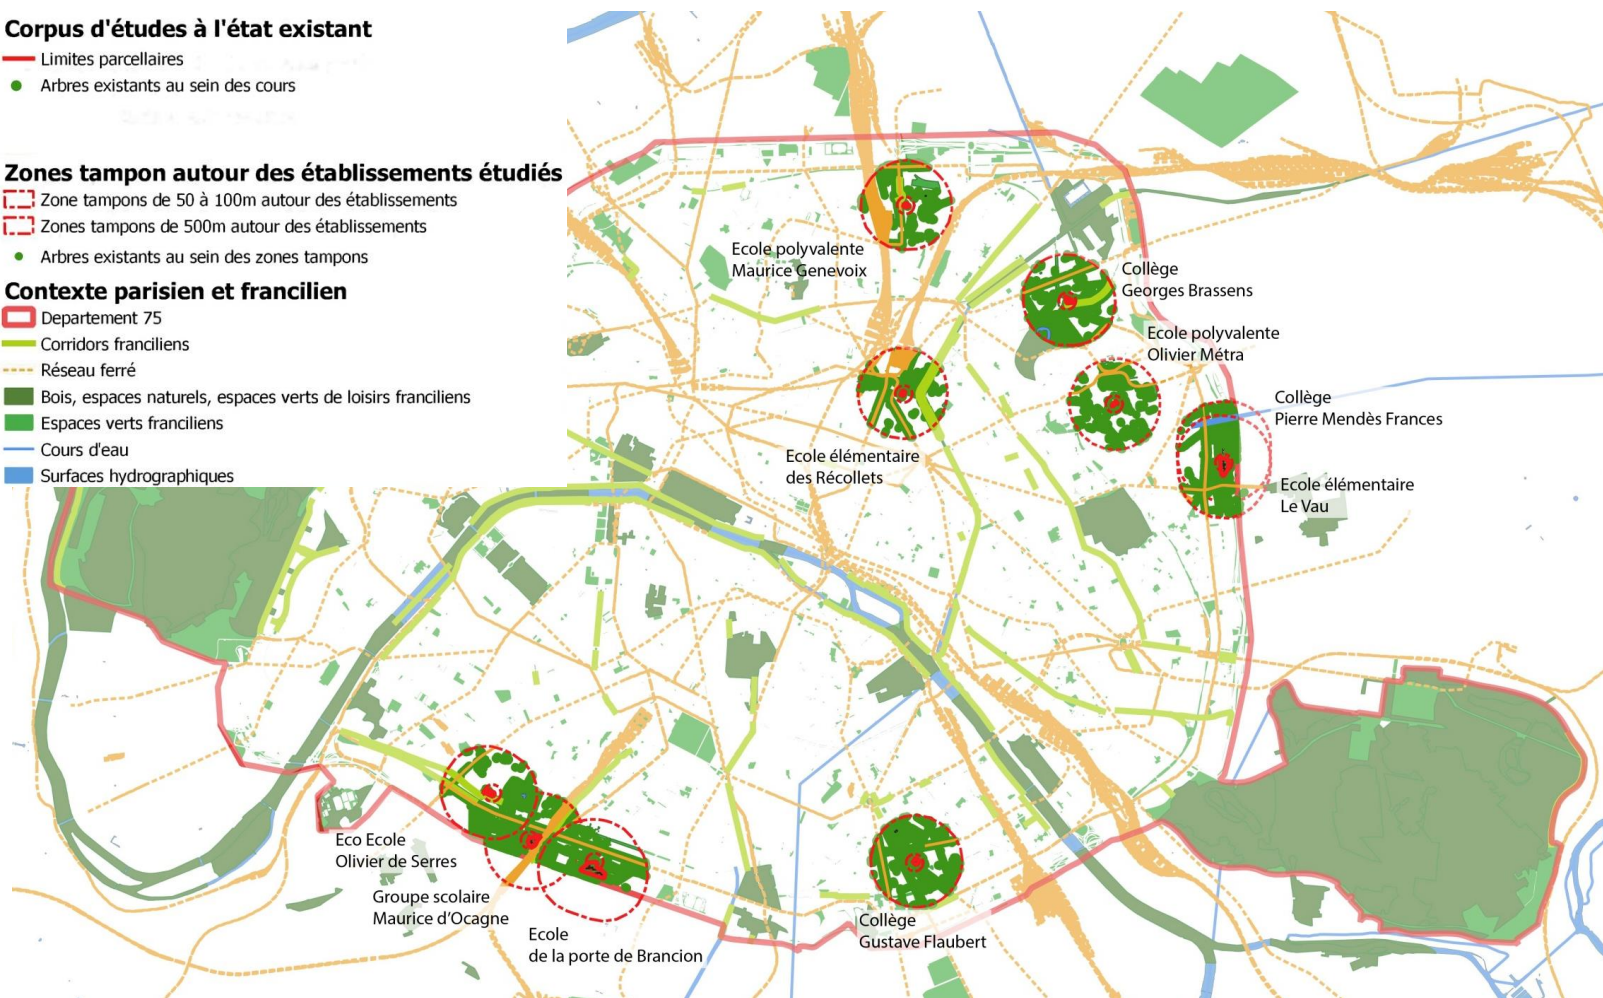 Corpus d'études à l'état existant
Limites parcellaires
Arbres existants au sein des cours
Zones tampon autour des établissements étudiés
Zone tampons de 50 à 100m autour des établissements
Zones tampons de 500m autour des établissements
Arbres existants au sein des zones tampons
Contexte parisien et francilien
Departement 75
Corridors franciliens
Réseau ferré
Bois, espaces naturels, espaces verts de loisirs franciliens
Espaces verts franciliens
Cours d'eau
Surfaces hydrographiques
Ecole polyvalente
Maurice Genevoix
Collège
Georges Brassens
Ecole polyvalente
Olivier Métra
Collège
Pierre Mendès Frances
Ecole élémentaire
des Récollets
Ecole élémentaire
Le Vau
Eco Ecole
Olivier de Serres
Groupe scolaire
Maurice d'Ocagne
Ecole
de la porte de Brancion
Collège
Gustave Flaubert